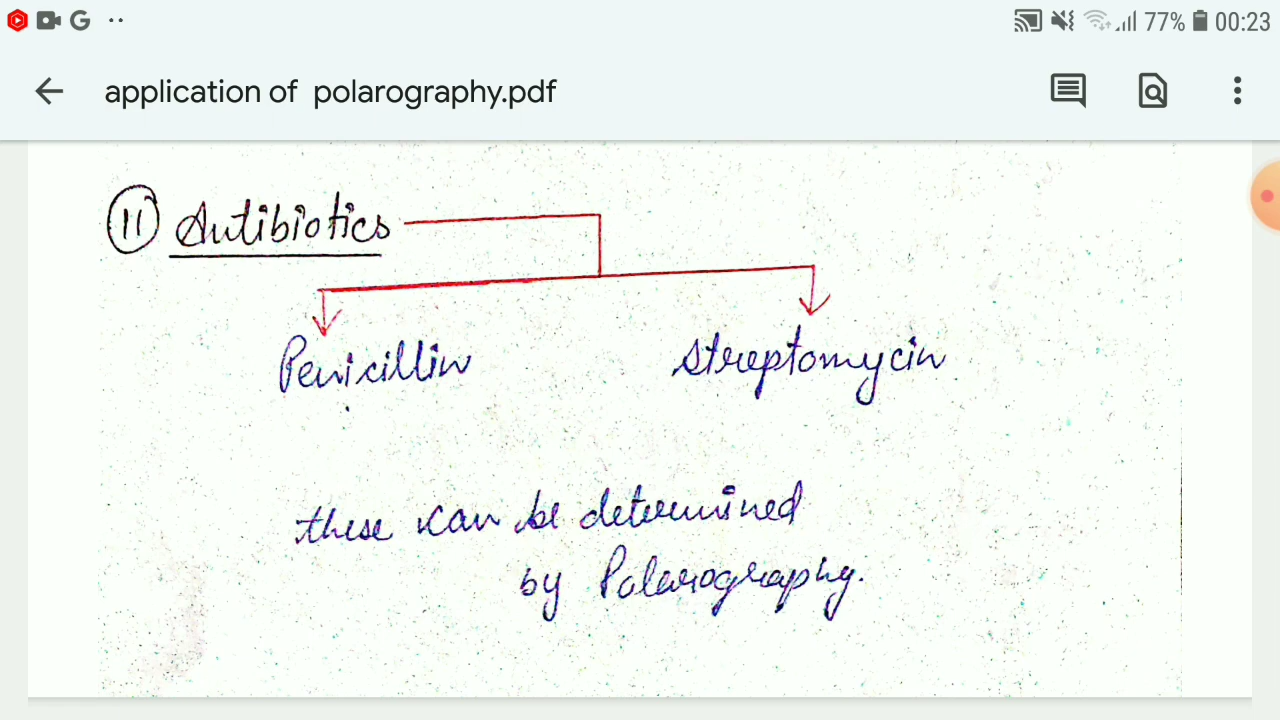 77% 00:23
application of polarography.pdf
11 Antibiotics
Penicillin Streptomycin
these can be determined
by Polarography.